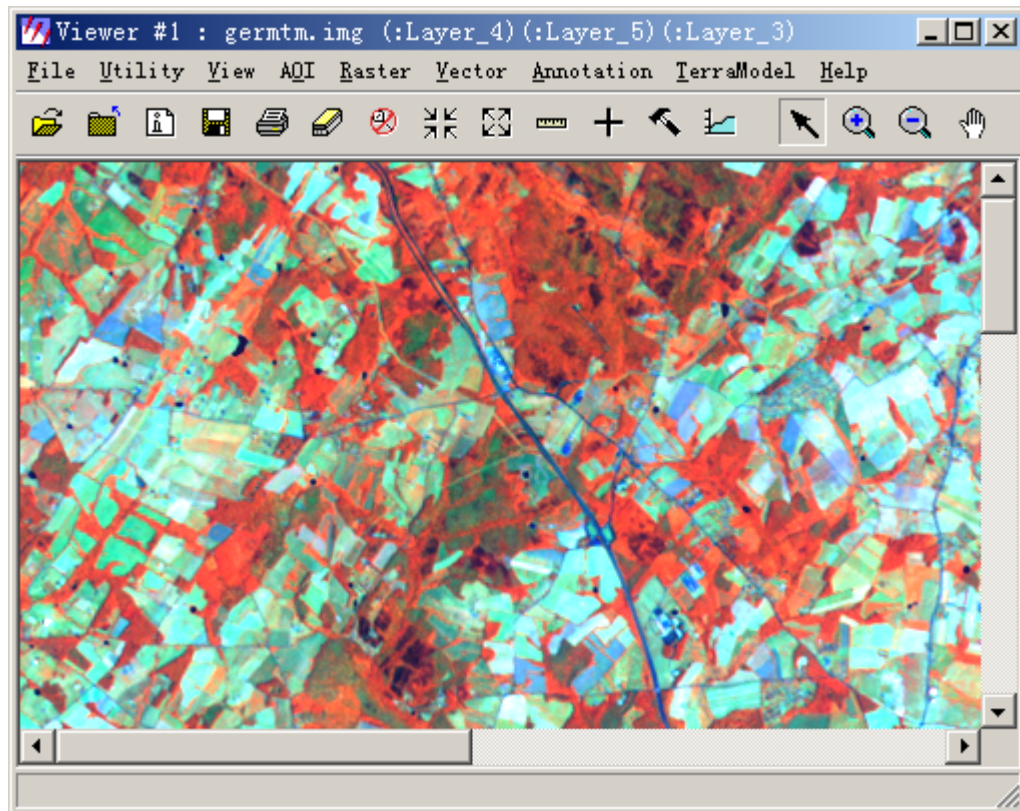 Viewer #1 : germtm.img (:Layer_4)(:Layer_5)(:Layer_3)
File Utility View AOI Raster Vector Annotation TerraModel Help